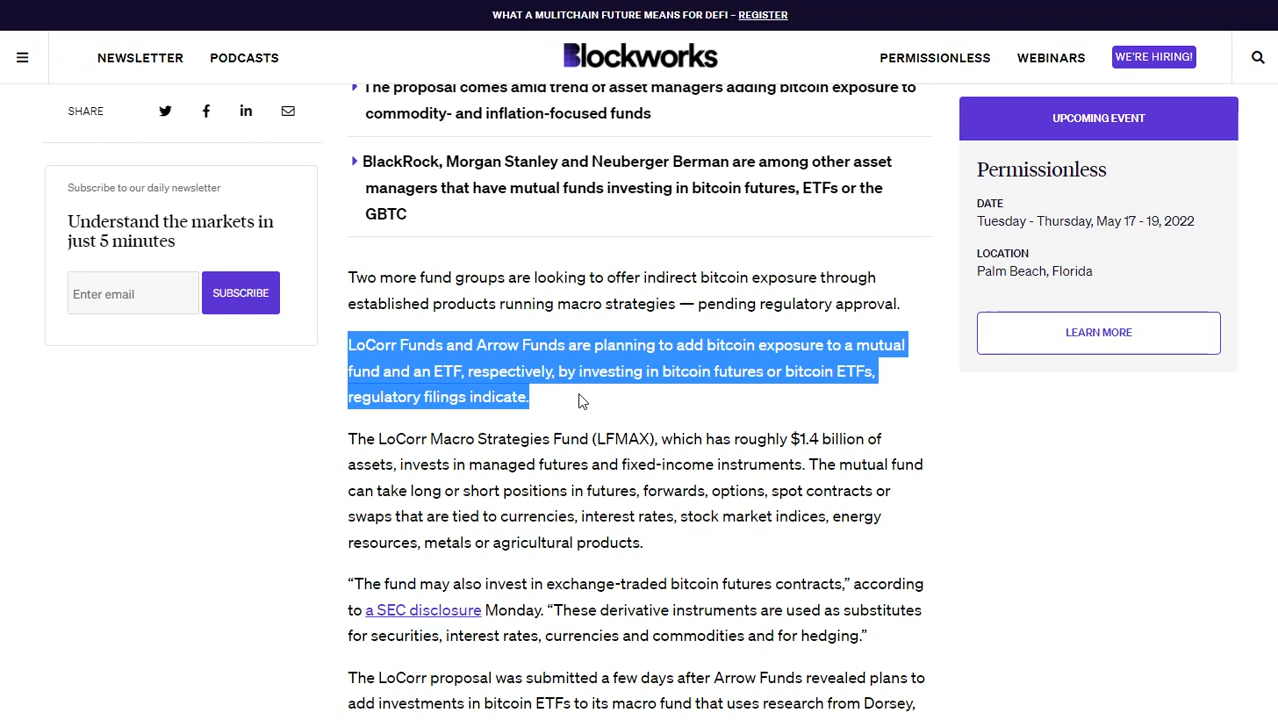 WHAT A MULITCHAIN FUTURE MEANS FOR DEFI – REGISTER
NEWSLETTER PODCASTS Blockworks PERMISSIONLESS WEBINARS WE'RE HIRING!
SHARE
Subscribe to our daily newsletter
Understand the markets in
just 5 minutes
Enter email SUBSCRIBE
The proposal comes amid trend of asset managers adding bitcoin exposure to
commodity- and inflation-focused funds
BlackRock, Morgan Stanley and Neuberger Berman are among other asset
managers that have mutual funds investing in bitcoin futures, ETFs or the
GBTC
Two more fund groups are looking to offer indirect bitcoin exposure through
established products running macro strategies — pending regulatory approval.
LoCorr Funds and Arrow Funds are planning to add bitcoin exposure to a mutual
fund and an ETF, respectively, by investing in bitcoin futures or bitcoin ETFs,
regulatory filings indicate.
The LoCorr Macro Strategies Fund (LFMAX), which has roughly $1.4 billion of
assets, invests in managed futures and fixed-income instruments. The mutual fund
can take long or short positions in futures, forwards, options, spot contracts or
swaps that are tied to currencies, interest rates, stock market indices, energy
resources, metals or agricultural products.
“The fund may also invest in exchange-traded bitcoin futures contracts,” according
to a SEC disclosure Monday. “These derivative instruments are used as substitutes
for securities, interest rates, currencies and commodities and for hedging.”
The LoCorr proposal was submitted a few days after Arrow Funds revealed plans to
add investments in bitcoin ETFs to its macro fund that uses research from Dorsey,
UPCOMING EVENT
Permissionless
DATE
Tuesday - Thursday, May 17 - 19, 2022
LOCATION
Palm Beach, Florida
LEARN MORE